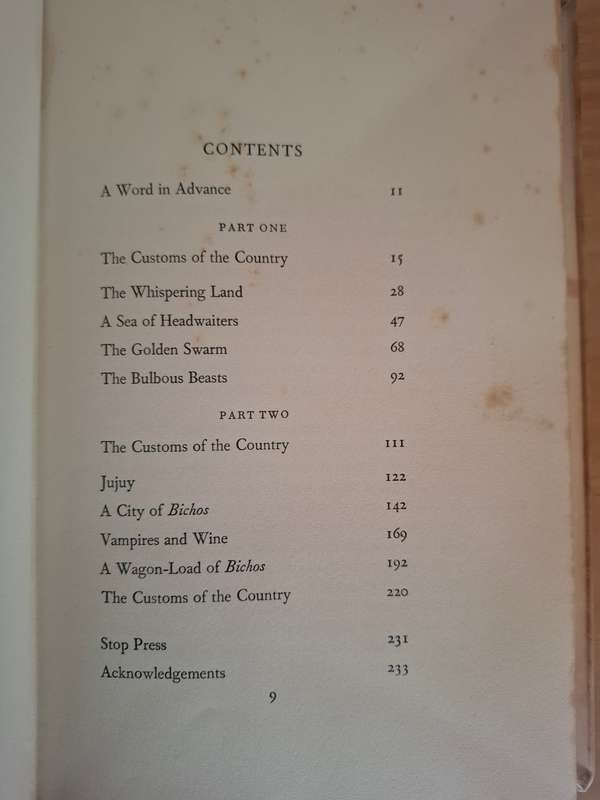 CONTENTS
A Word in Advance 11
PART ONE
The Customs of the Country 15
The Whispering Land 28
A Sea of Headwaiters 47
The Golden Swarm 68
The Bulbous Beasts 92
PART TWO
The Customs of the Country 111
Jujuy 122
A City of Bichos 142
Vampires and Wine 169
A Wagon-Load of Bichos 192
The Customs of the Country 220
Stop Press 231
Acknowledgements 233
9